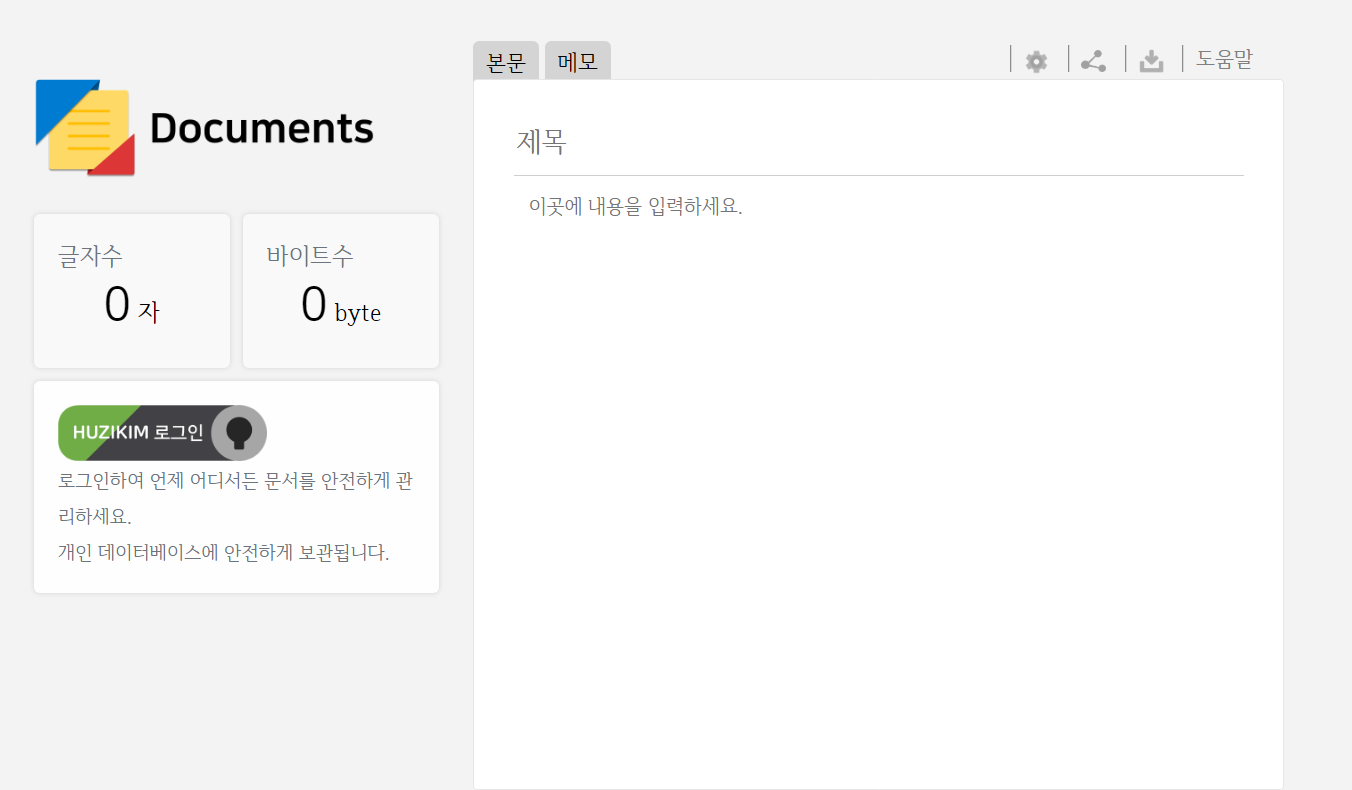 본문
메모
도움말
Documents
제목
이곳에 내용을 입력하세요.
글자수
0 자
바이트수
0 byte
HUZIKIM 로그인
로그인하여 언제 어디서든 문서를 안전하게 관
리하세요.
개인 데이터베이스에 안전하게 보관됩니다.